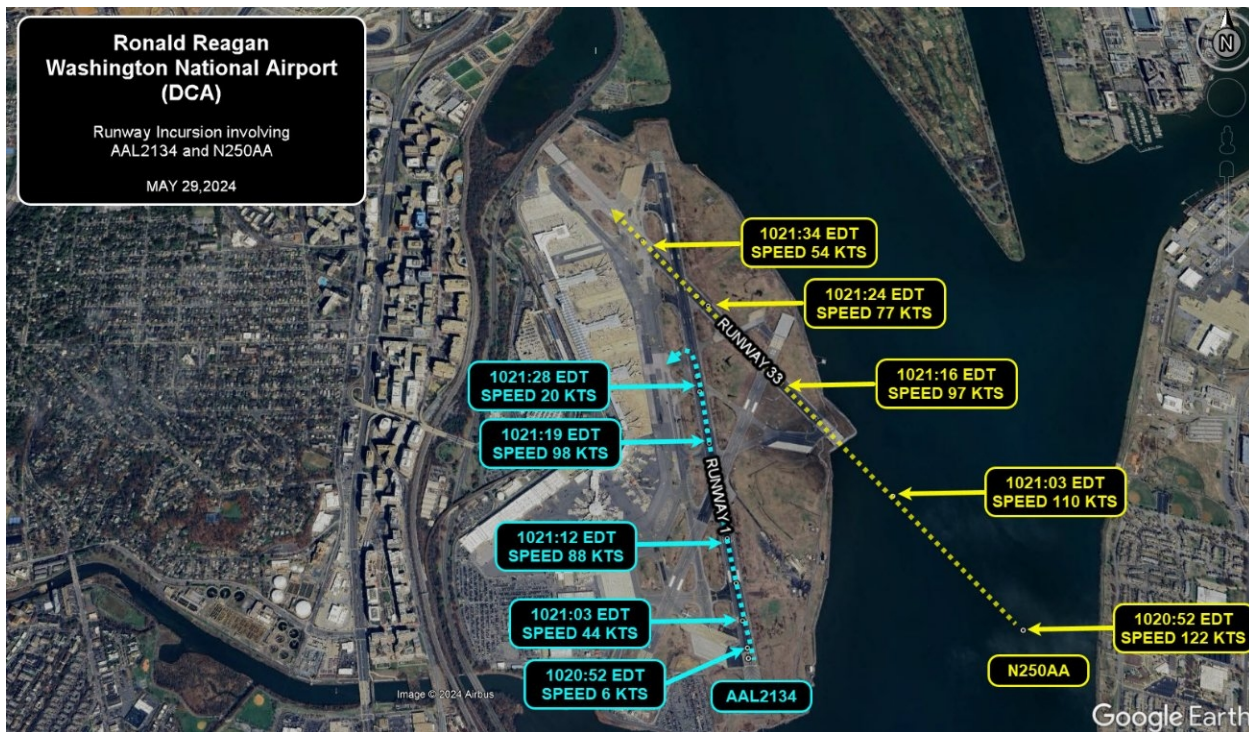 Ronald Reagan
Washington National Airport
(DCA)
Runway Incursion involving
AAL2134 and N250AA
MAY 29,2024
N
1021:34 EDT
SPEED 54 KTS
1021:24 EDT
SPEED 77 KTS
RUNWAY 33
1021:16 EDT
SPEED 97 KTS
1021:28 EDT
SPEED 20 KTS
1021:19 EDT
SPEED 98 KTS
RUNWAY 1
1021:03 EDT
SPEED 110 KTS
1021:12 EDT
SPEED 88 KTS
1021:03 EDT
SPEED 44 KTS
1020:52 EDT
SPEED 122 KTS
1020:52 EDT
SPEED 6 KTS
AAL2134
N250AA
Image © 2024 Airbus
Google Earth